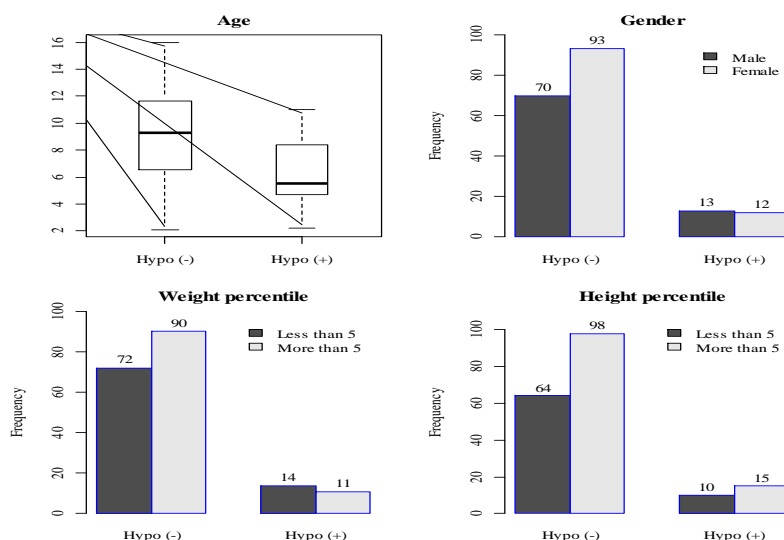 Age
16
14
12
10
8
6
4
2
Hypo (-) Hypo (+)
Gender
Frequency
100
80
60
40
20
0
93
70
13
12
Male
Female
Hypo (-) Hypo (+)
Weight percentile
Frequency
100
80
60
40
20
0
90
72
14
11
Less than 5
More than 5
Hypo (-) Hypo (+)
Height percentile
Frequency
100
80
60
40
20
0
98
64
10
15
Less than 5
More than 5
Hypo (-) Hypo (+)